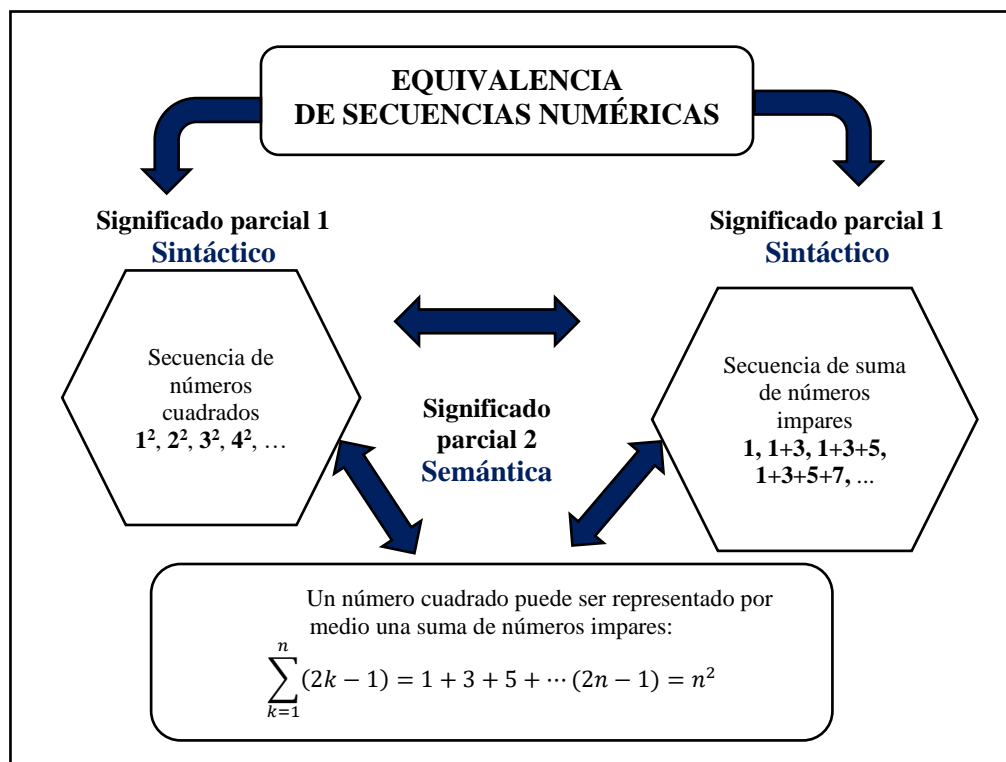 EQUIVALENCIA
DE SECUENCIAS NUMÉRICAS
Significado parcial 1
Sintáctico
Significado parcial 1
Sintáctico
Secuencia de
números
cuadrados
1², 2², 3², 4², …
Significado
parcial 2
Semántica
Secuencia de suma
de números
impares
1, 1+3, 1+3+5,
1+3+5+7, ...
Un número cuadrado puede ser representado por
medio una suma de números impares:
∑_{k=1}^{n} (2k − 1) = 1 + 3 + 5 + ⋯ (2n − 1) = n²